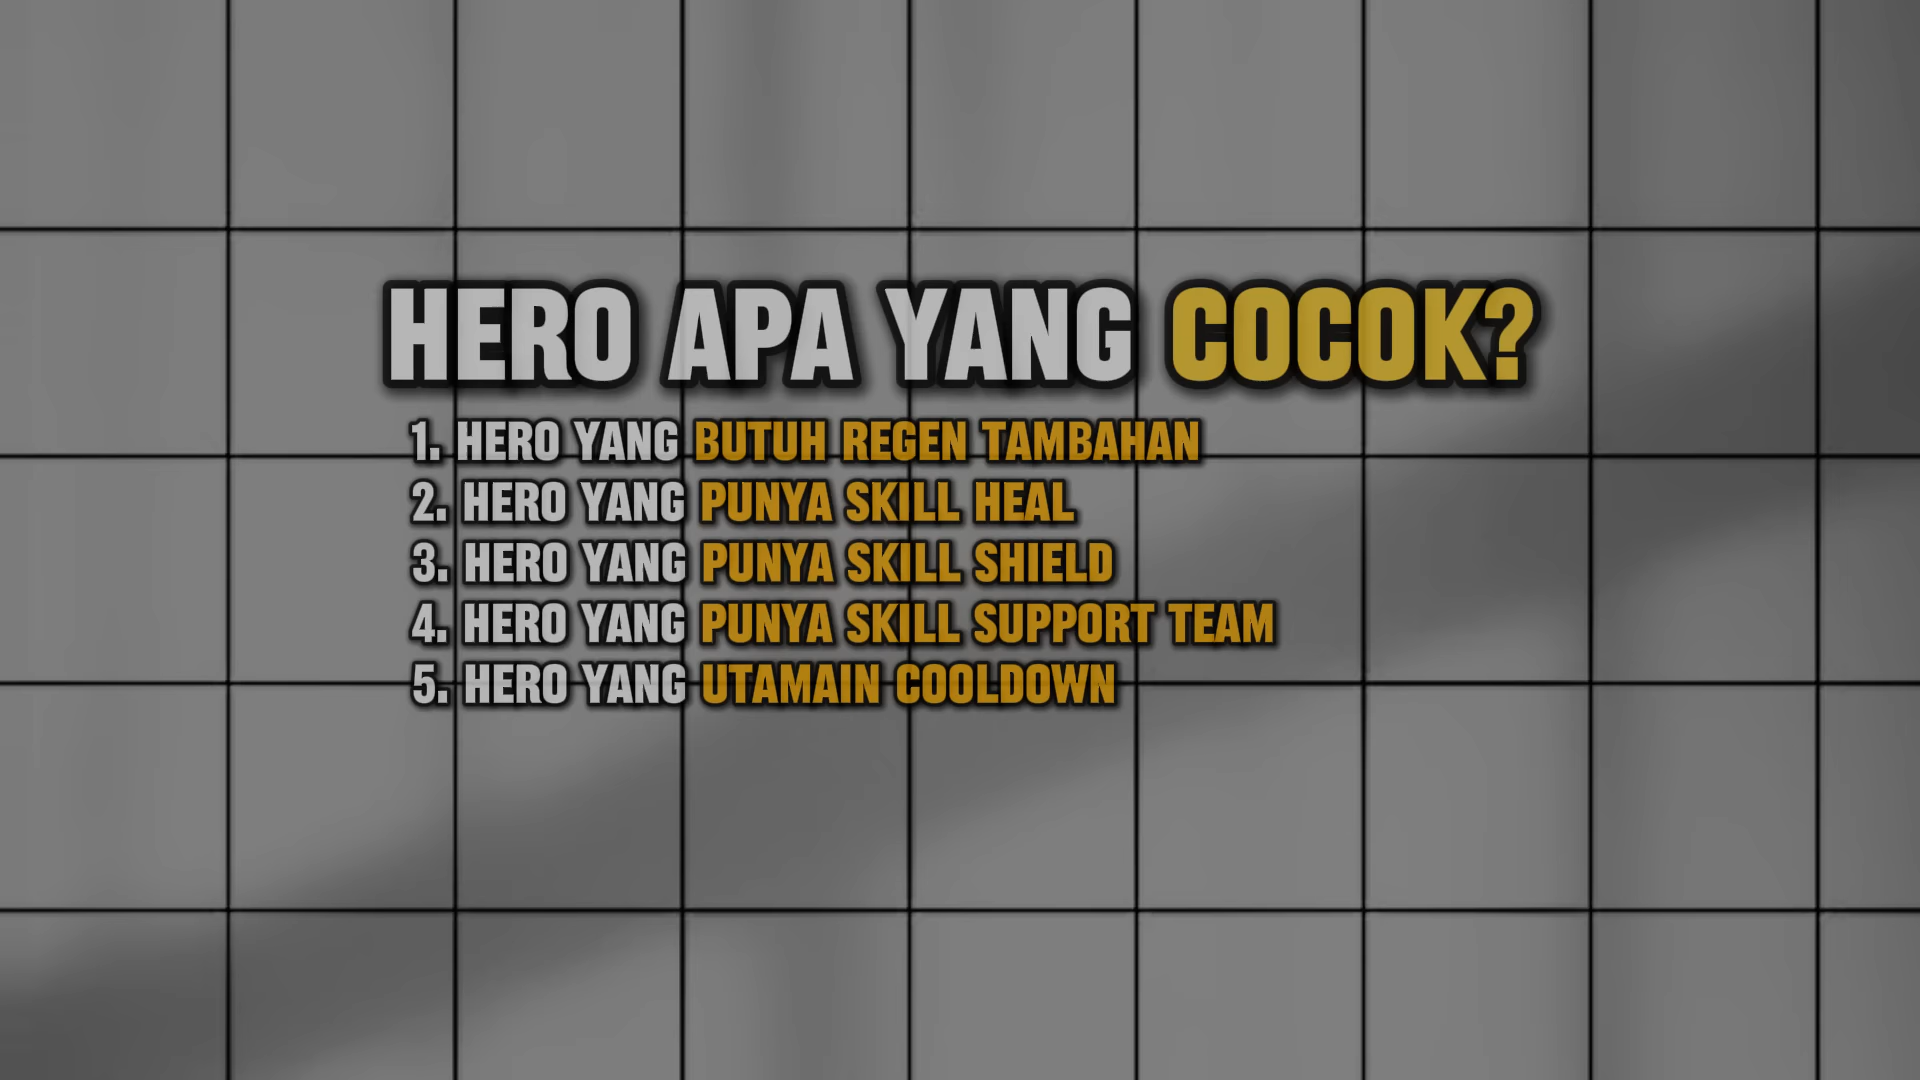 HERO APA YANG COCOK?
1. HERO YANG BUTUH REGEN TAMBAHAN
2. HERO YANG PUNYA SKILL HEAL
3. HERO YANG PUNYA SKILL SHIELD
4. HERO YANG PUNYA SKILL SUPPORT TEAM
5. HERO YANG UTAMAIN COOLDOWN